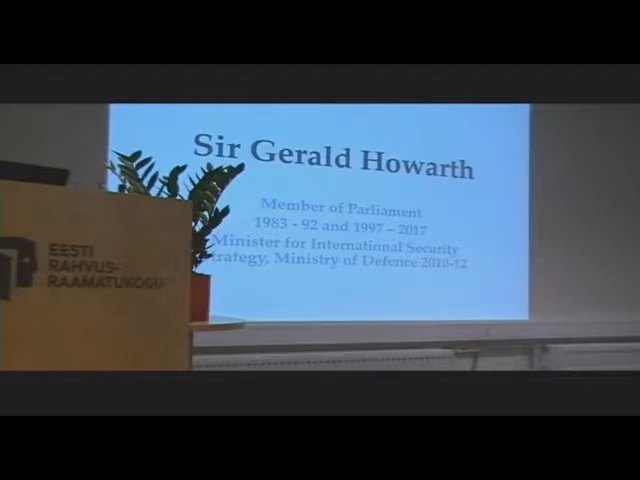 Sir Gerald Howarth
Member of Parliament
1983 - 92 and 1997 – 2017
Minister for International Security
Strategy, Ministry of Defence 2010-12
EESTI
RAHVUS-
RAAMATUKOGU